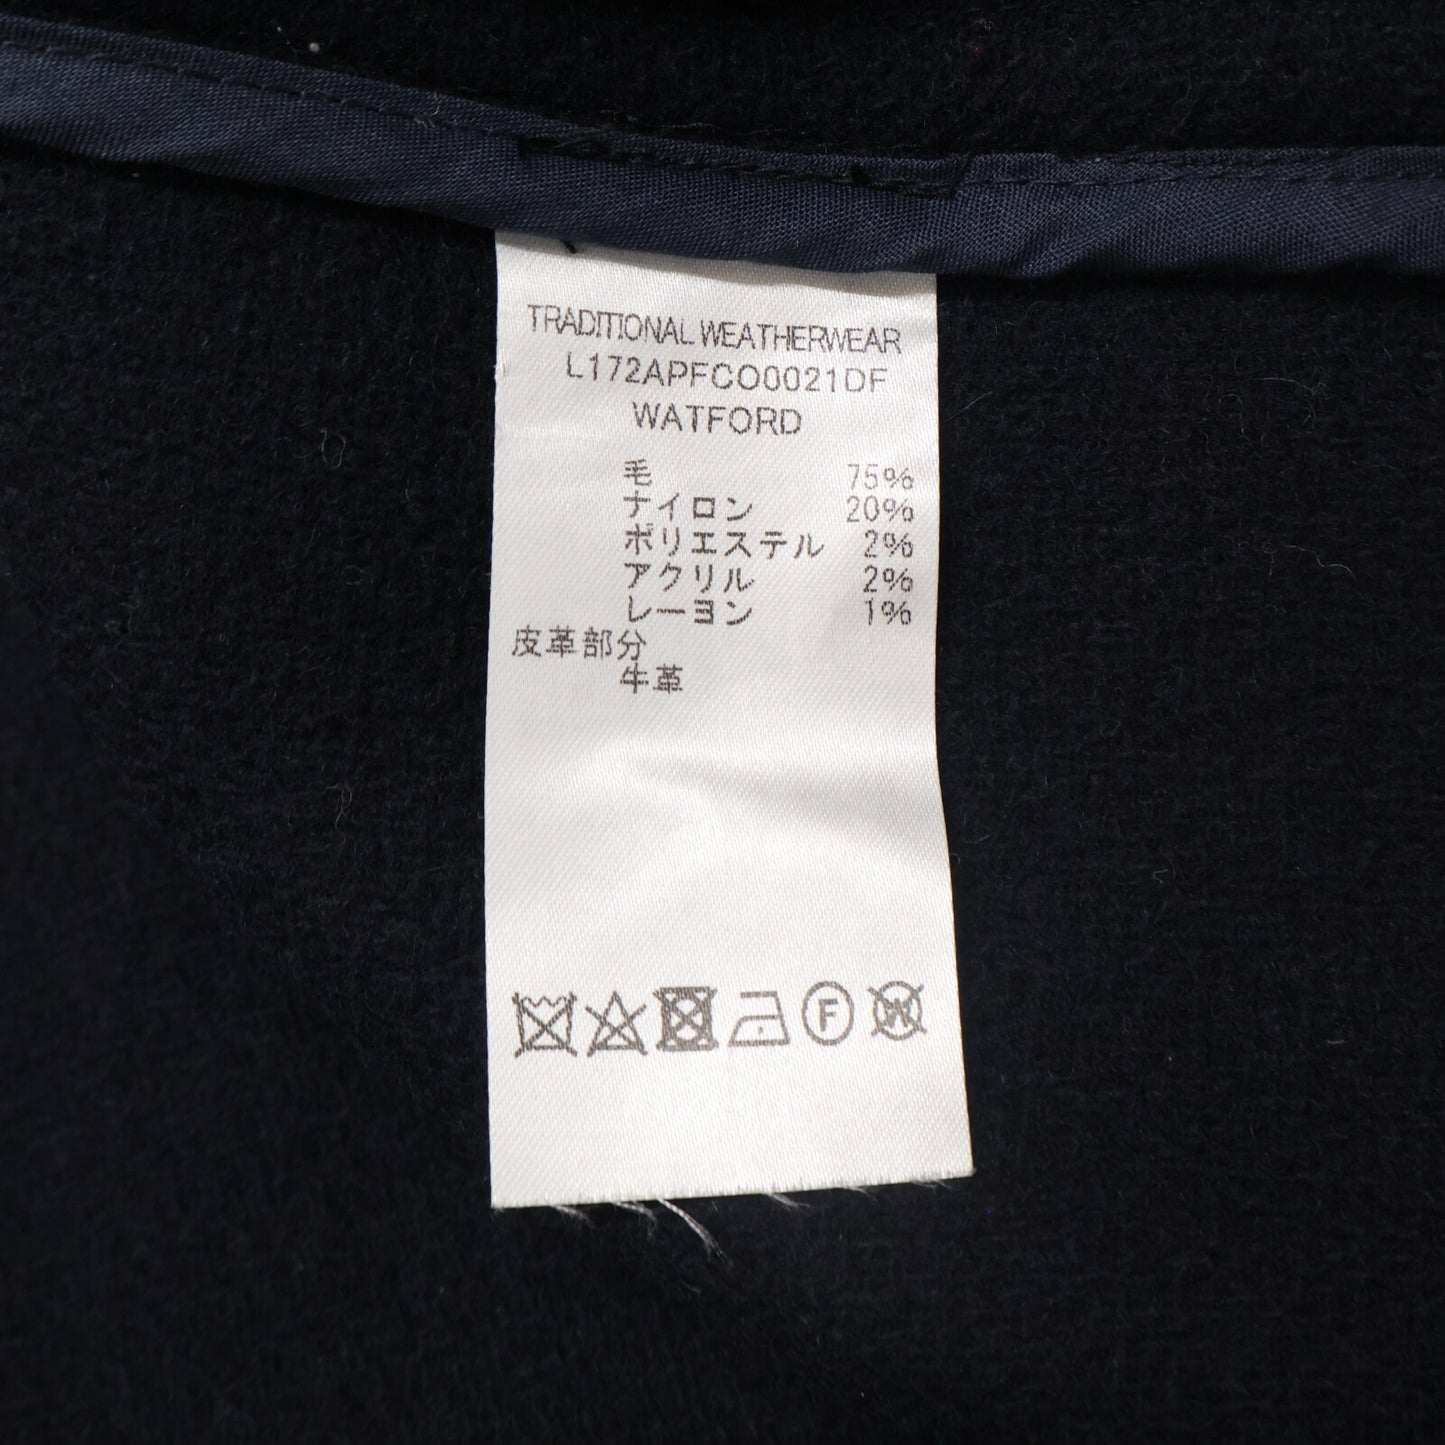 TRADITIONAL WEATHERWEAR
L172APFCO0021DF
WATFORD
毛 75%
ナイロン 20%
ポリエステル 2%
アクリル 2%
レーヨン 1%
皮革部分
牛革
F W